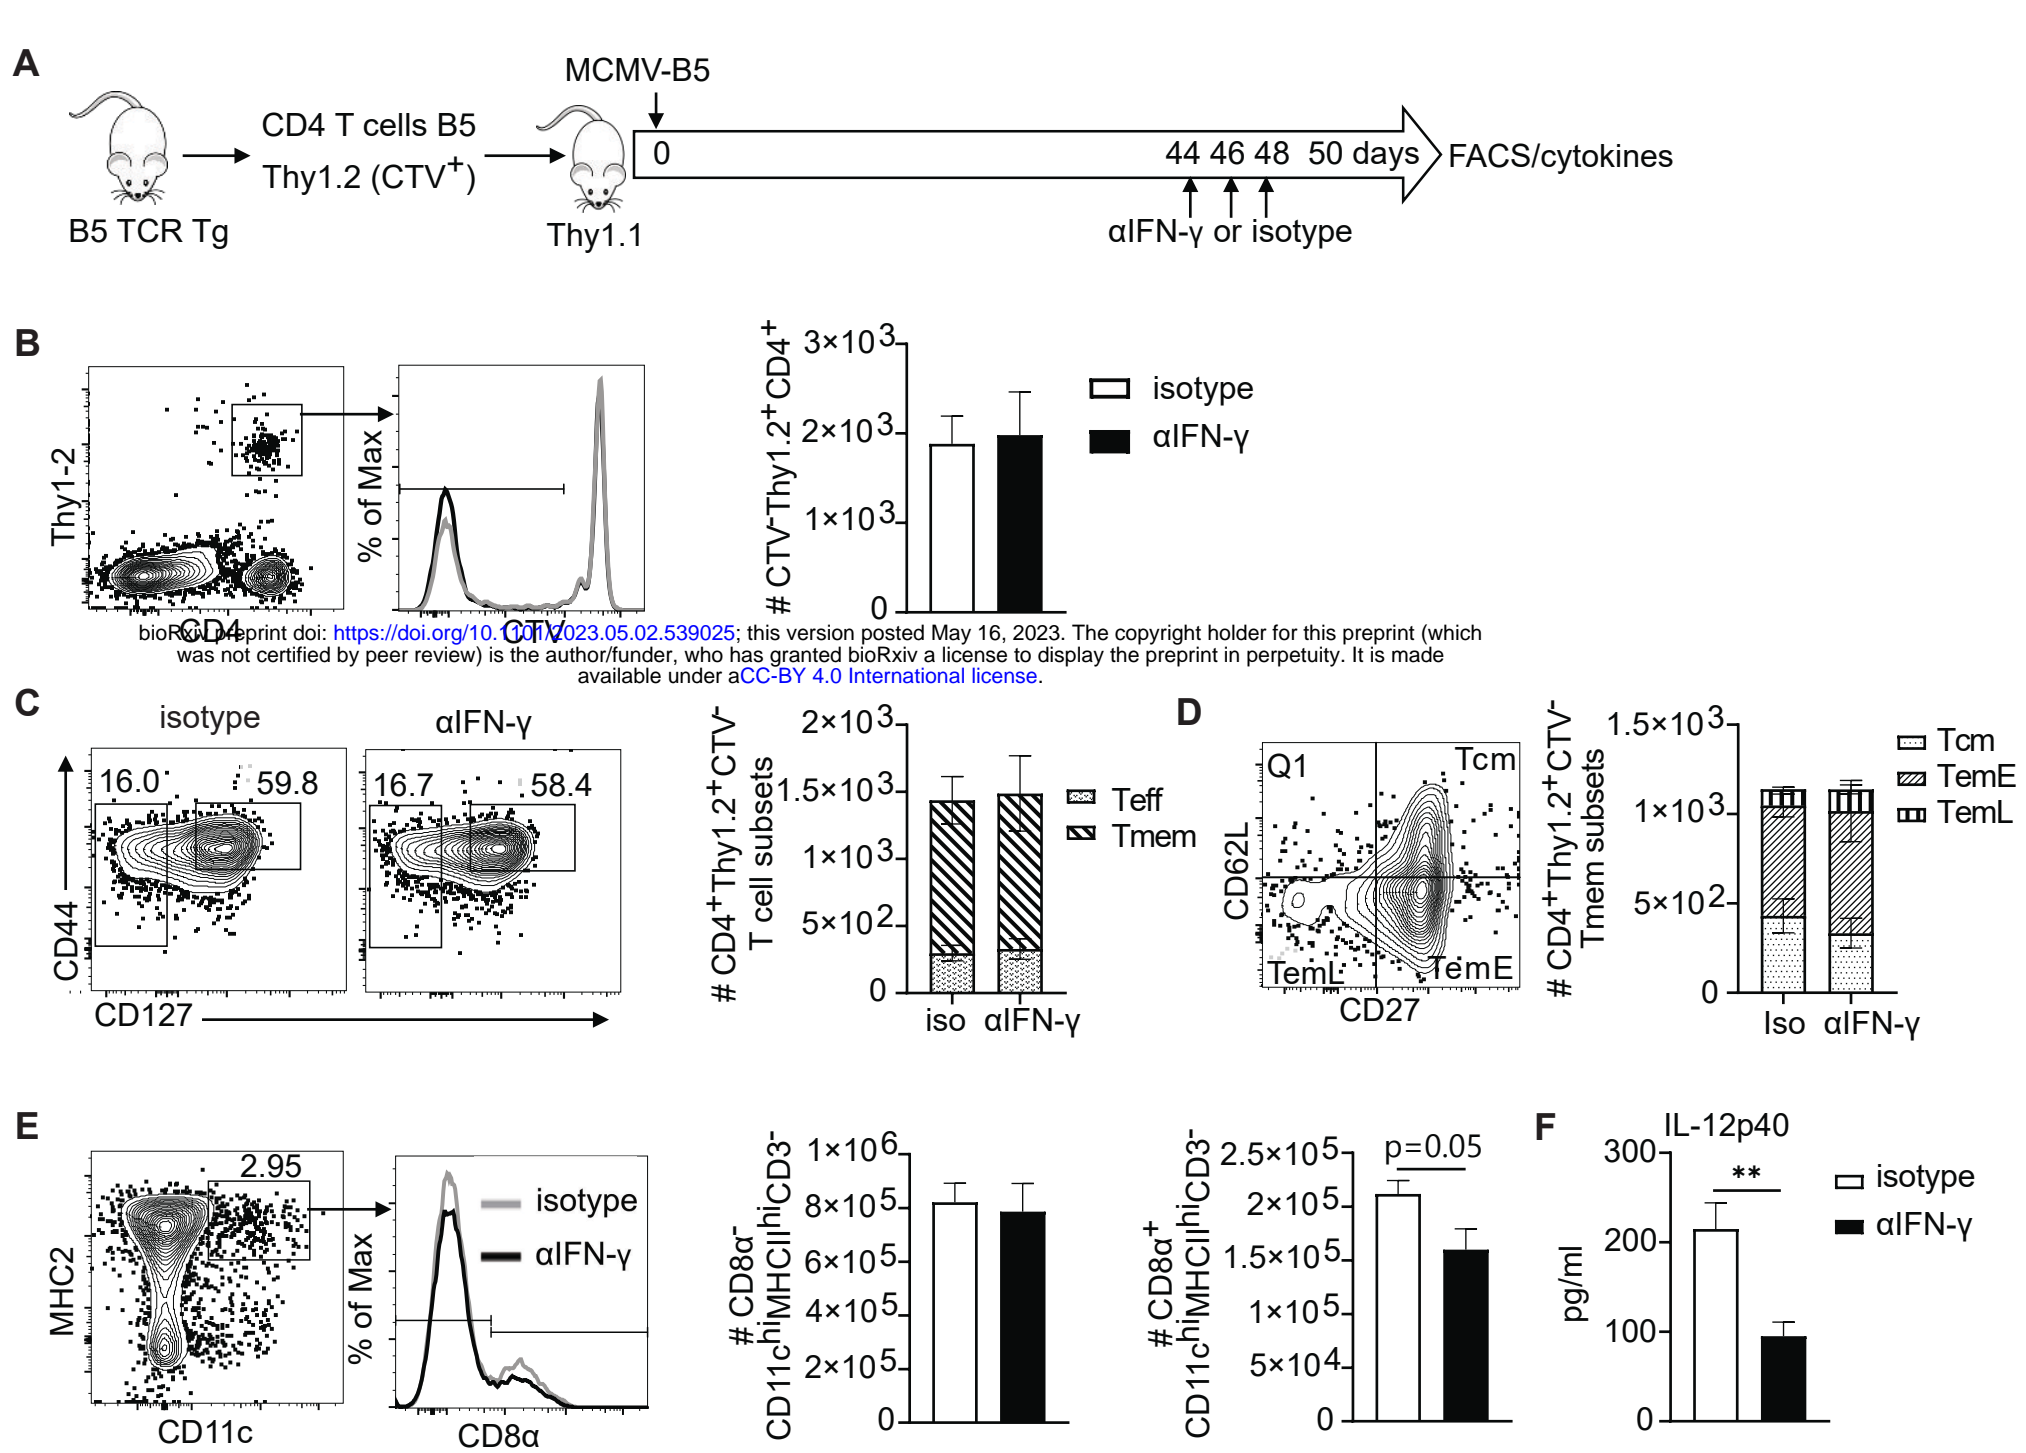 A
MCMV-B5
CD4 T cells B5
Thy1.2 (CTV+)
0
44 46 48 50 days
FACS/cytokines
B5 TCR Tg
Thy1.1
αIFN-γ or isotype
B
Thy1-2
CD4
% of Max
CTV
# CTV-Thy1.2+CD4+
3×10³
2×10³
1×10³
0
isotype
αIFN-γ
bioRxiv preprint doi: https://doi.org/10.1101/2023.05.02.539025; this version posted May 16, 2023. The copyright holder for this preprint (which
was not certified by peer review) is the author/funder, who has granted bioRxiv a license to display the preprint in perpetuity. It is made
available under aCC-BY 4.0 International license.
C
isotype
αIFN-γ
16.0
59.8
16.7
58.4
CD44
CD127
# CD4+Thy1.2+CTV-
T cell subsets
2×10³
1.5×10³
1×10³
5×10²
0
iso
αIFN-γ
Teff
Tmem
D
Q1
Tcm
TemL
TemE
CD62L
CD27
# CD4+Thy1.2+CTV-
Tmem subsets
1.5×10³
1×10³
5×10²
0
Iso
αIFN-γ
Tcm
TemE
TemL
E
2.95
MHC2
CD11c
% of Max
isotype
αIFN-γ
CD8α
# CD8α-
CD11chiMHCIIhiCD3-
1×10⁶
8×10⁵
6×10⁵
4×10⁵
2×10⁵
0
# CD8α+
CD11chiMHCIIhiCD3-
2.5×10⁵
2×10⁵
1.5×10⁵
1×10⁵
5×10⁴
0
p=0.05
F
IL-12p40
pg/ml
300
200
100
0
**
isotype
αIFN-γ